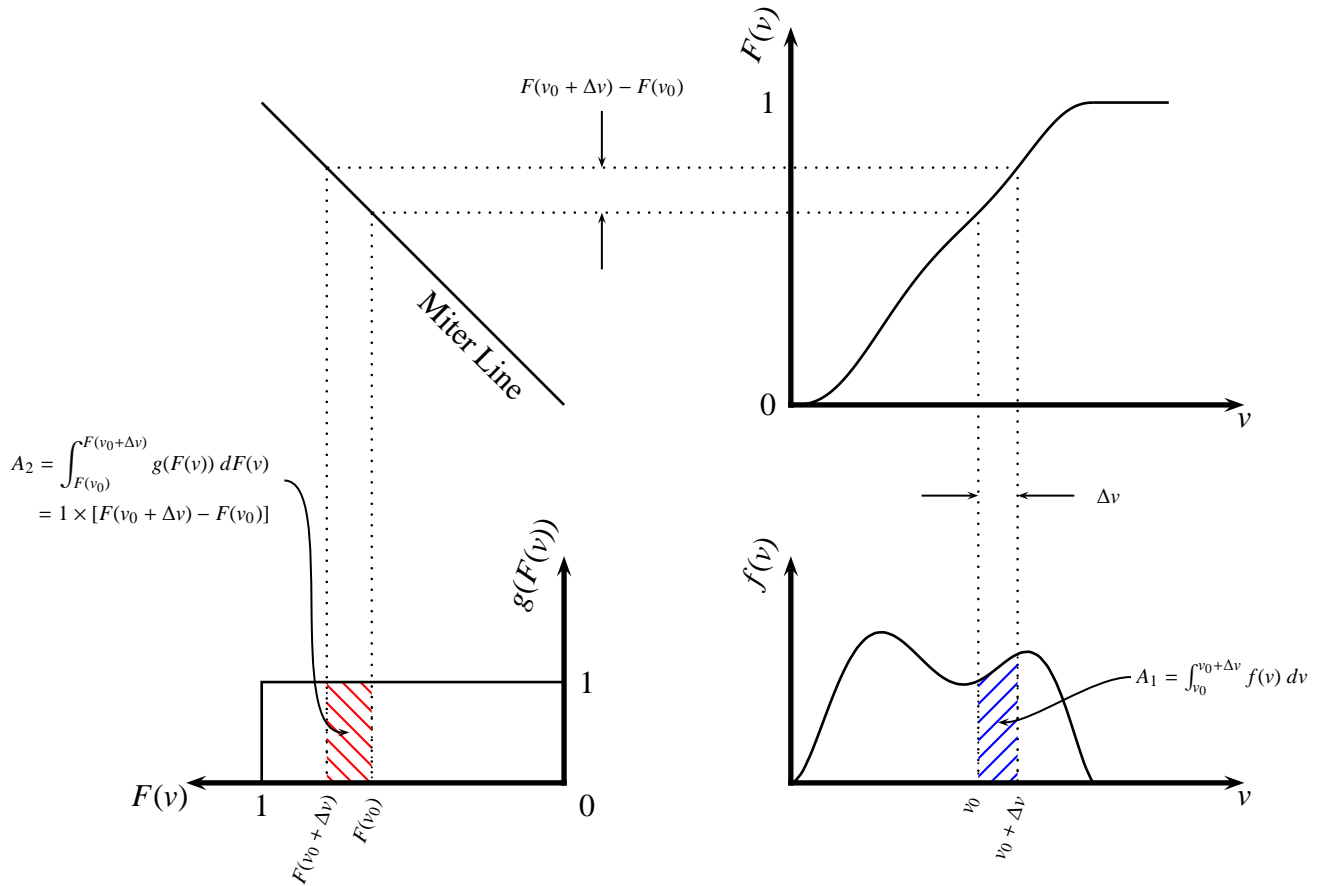 F(v)
F(v₀ + Δv) − F(v₀)
1
Miter Line
0
v
A₂ = ∫_{F(v₀)}^{F(v₀+Δv)} g(F(v)) dF(v)
= 1 × [F(v₀ + Δv) − F(v₀)]
Δv
g(F(v))
f(v)
1
A₁ = ∫_{v₀}^{v₀+Δv} f(v) dv
F(v)
1
F(v₀ + Δv)
F(v₀)
0
v₀
v₀ + Δv
v